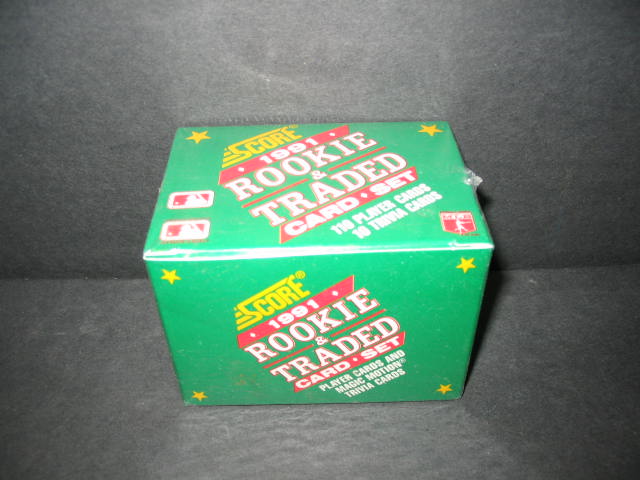 SCORE®
1991
ROOKIE
&
TRADED
CARD • SET
110 PLAYER CARDS
10 TRIVIA CARDS
SCORE®
1991
ROOKIE
&
TRADED
CARD • SET
PLAYER CARDS AND
MAGIC MOTION®
TRIVIA CARDS